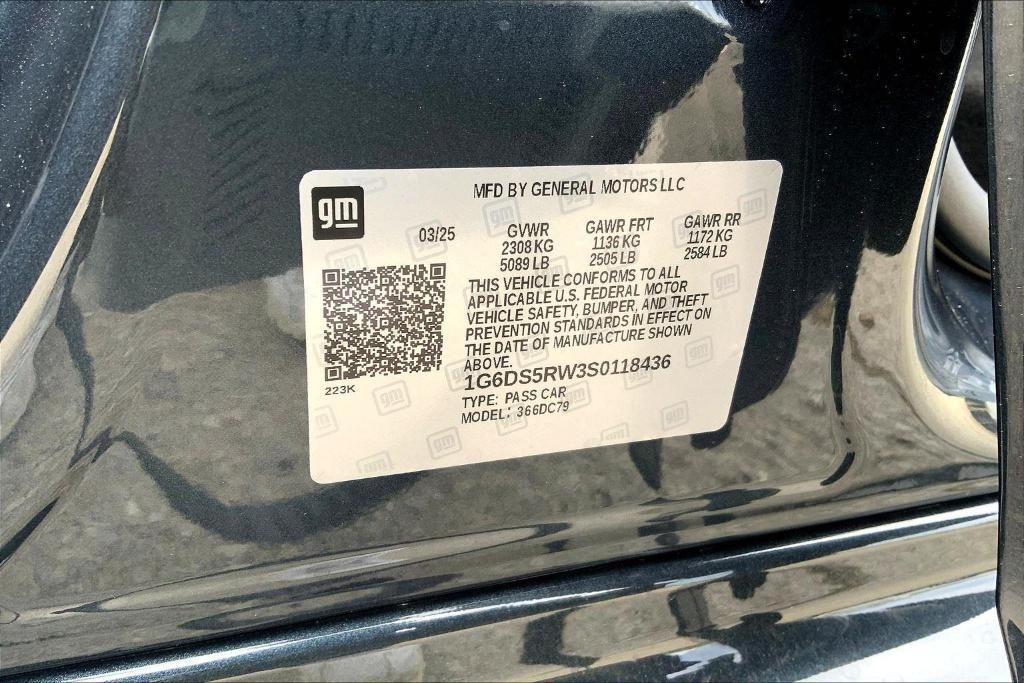 gm
MFD BY GENERAL MOTORS LLC
03/25
GVWR
2308 KG
5089 LB
GAWR FRT
1136 KG
2505 LB
GAWR RR
1172 KG
2584 LB
THIS VEHICLE CONFORMS TO ALL
APPLICABLE U.S. FEDERAL MOTOR
VEHICLE SAFETY, BUMPER, AND THEFT
PREVENTION STANDARDS IN EFFECT ON
THE DATE OF MANUFACTURE SHOWN
ABOVE.
223K
1G6DS5RW3S0118436
TYPE: PASS CAR
MODEL: 366DC79